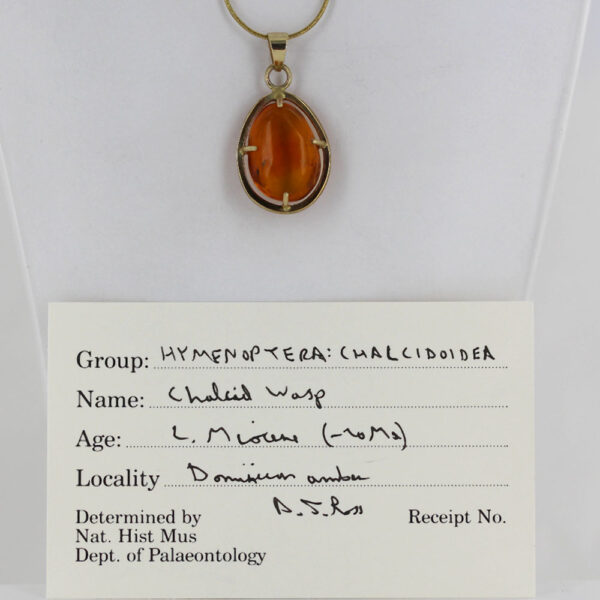 Group: HYMENOPTERA: CHALCIDOIDEA
Name: Chalcid Wasp
Age: L. Miocene (~20Ma)
Locality Dominican amber
Determined by A.J.Ross Receipt No.
Nat. Hist Mus
Dept. of Palaeontology